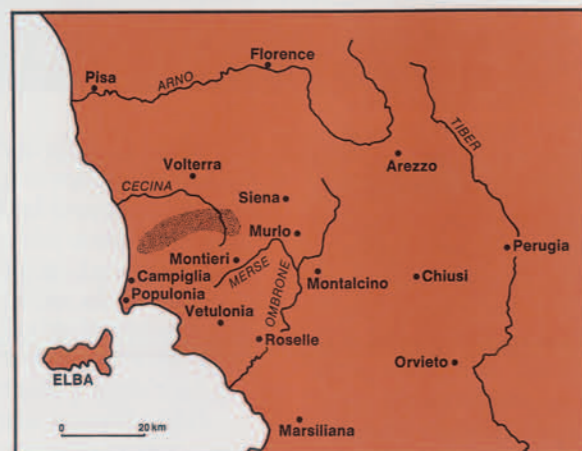 Florence
Pisa
ARNO
TIBER
Arezzo
Volterra
CECINA
Siena
Murlo
Perugia
Montieri
MERSE
Campiglia
Montalcino
Chiusi
Populonia
OMBRONE
Vetulonia
Roselle
ELBA
Orvieto
0 20 km
Marsiliana